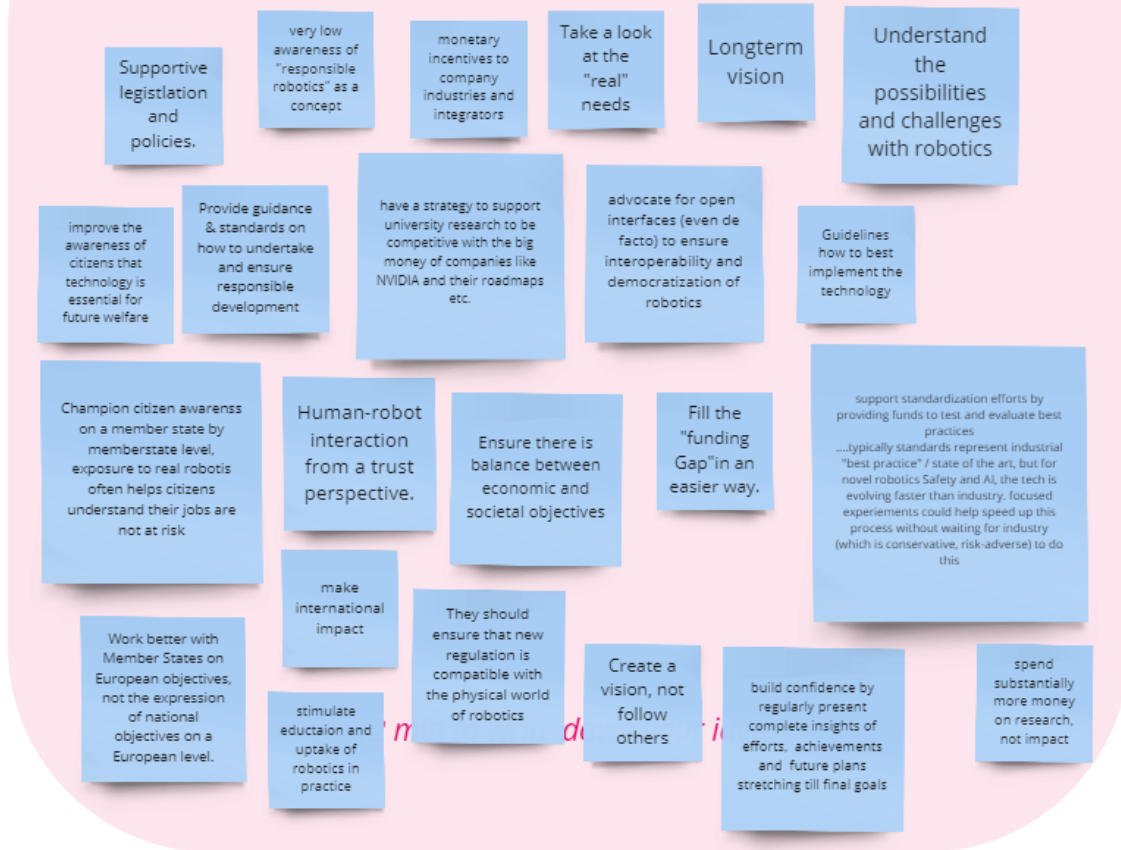 Supportive
legistlation
and
policies.
very low
awareness of
"responsible
robotics" as a
concept
monetary
incentives to
company
industries and
integrators
Take a look
at the
"real"
needs
Longterm
vision
Understand
the
possibilities
and challenges
with robotics
improve the
awareness of
citizens that
technology is
essential for
future welfare
Provide guidance
& standards on
how to undertake
and ensure
responsible
development
have a strategy to support
university research to be
competitive with the big
money of companies like
NVIDIA and their roadmaps
etc.
advocate for open
interfaces (even de
facto) to ensure
interoperability and
democratization of
robotics
Guidelines
how to best
implement the
technology
Champion citizen awarenss
on a member state by
memberstate level,
exposure to real robotis
often helps citizens
understand their jobs are
not at risk
Human-robot
interaction
from a trust
perspective.
Ensure there is
balance between
economic and
societal objectives
Fill the
"funding
Gap"in an
easier way.
support standardization efforts by
providing funds to test and evaluate best
practices
....typically standards represent industrial
"best practice" / state of the art, but for
novel robotics Safety and AI, the tech is
evolving faster than industry. focused
experiements could help speed up this
process without waiting for industry
(which is conservative, risk-adverse) to do
this
make
international
impact
Work better with
Member States on
European objectives,
not the expression
of national
objectives on a
European level.
stimulate
eductaion and
uptake of
robotics in
practice
They should
ensure that new
regulation is
compatible with
the physical world
of robotics
Create a
vision, not
follow
others
build confidence by
regularly present
complete insights of
efforts, achievements
and future plans
stretching till final goals
spend
substantially
more money
on research,
not impact